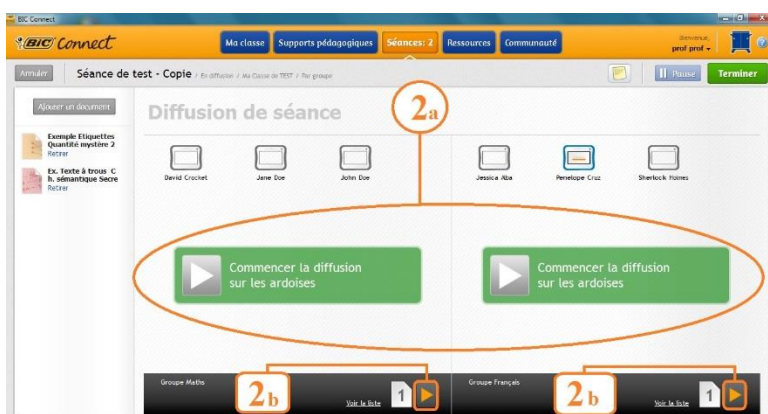 BIC Connect
BIC Connect
Ma classe
Supports pédagogiques
Séances: 2
Ressources
Communauté
Bienvenue,
prof prof
Annuler
Séance de test - Copie / En diffusion / Ma Classe de TEST / Par groupe
Pause
Terminer
Ajouter un document
Diffusion de séance
2a)
Exemple Etiquettes
Quantité mystère 2
Retirer
Ex. Texte à trous C
h. sémantique Secre
Retirer
David Crocket
Jane Doe
John Doe
Jessica Aba
Penelope Cruz
Sherlock Holmes
Commencer la diffusion
sur les ardoises
Commencer la diffusion
sur les ardoises
Groupe Maths
2b
Voir la liste
1
Groupe Français
2b
Voir la liste
1